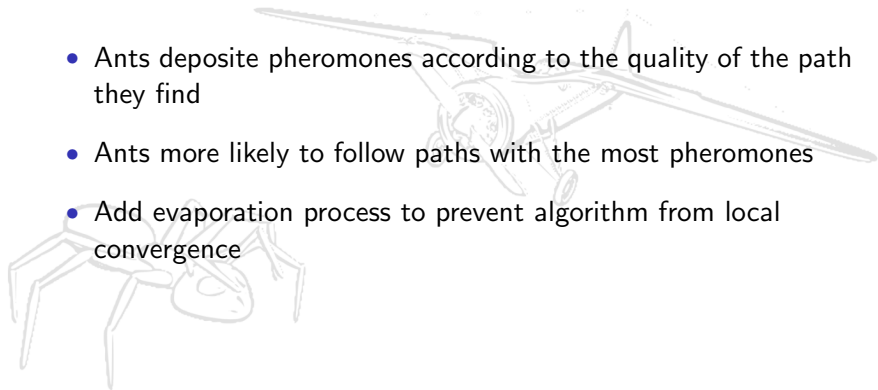 • Ants deposite pheromones according to the quality of the path
they find
• Ants more likely to follow paths with the most pheromones
• Add evaporation process to prevent algorithm from local
convergence